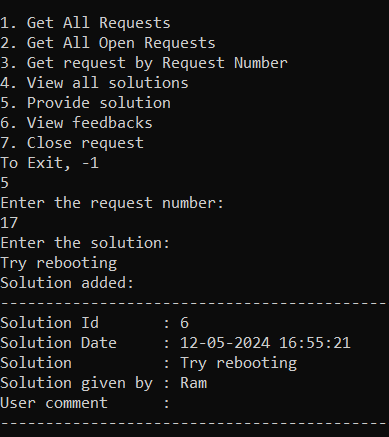 1. Get All Requests
2. Get All Open Requests
3. Get request by Request Number
4. View all solutions
5. Provide solution
6. View feedbacks
7. Close request
To Exit, -1
5
Enter the request number:
17
Enter the solution:
Try rebooting
Solution added:
-------------------------------------------
Solution Id       : 6
Solution Date     : 12-05-2024 16:55:21
Solution          : Try rebooting
Solution given by : Ram
User comment      :
-------------------------------------------